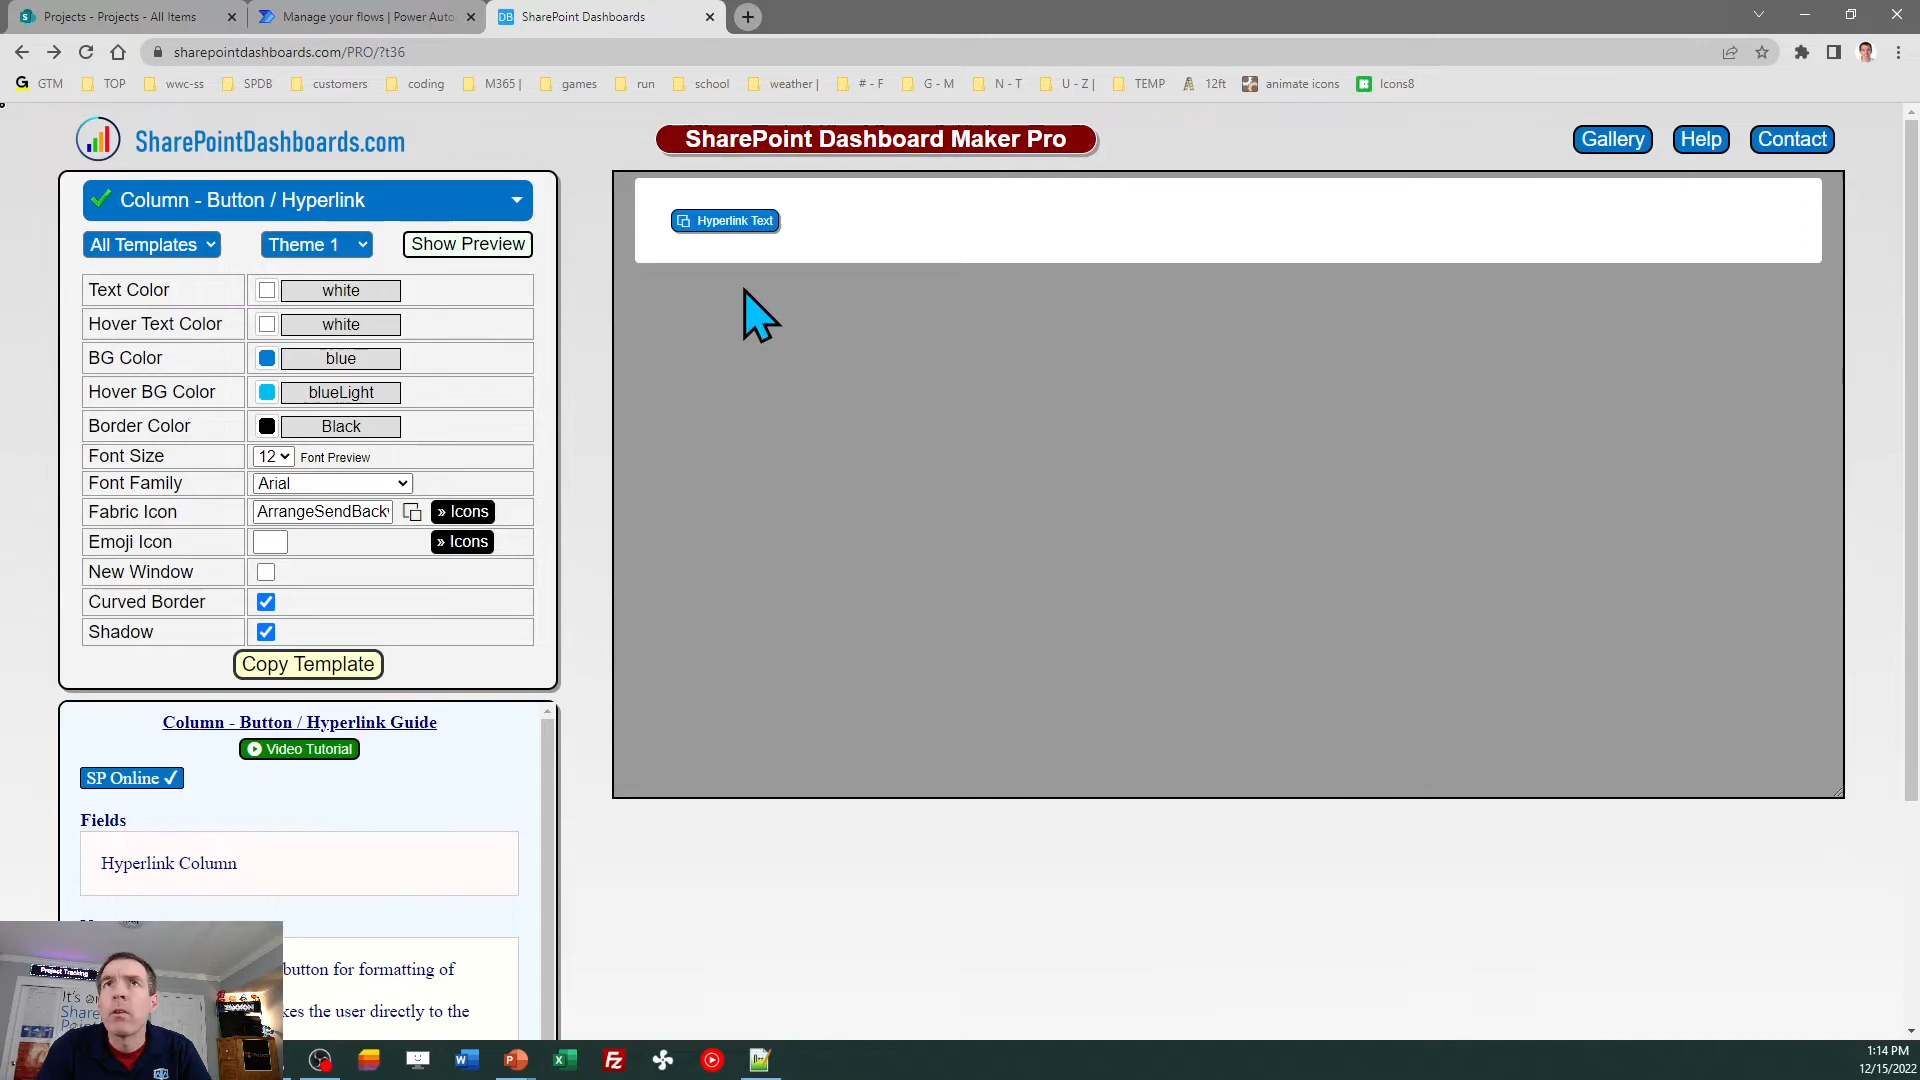 Projects - Projects - All Items
Manage your flows | Power Auto
SharePoint Dashboards
sharepointdashboards.com/PRO/?t36
GTM
TOP
wwc-ss
SPDB
customers
coding
M365 |
games
run
school
weather |
# - F
G - M
N - T
U - Z |
TEMP
12ft
animate icons
Icons8
SharePointDashboards.com
SharePoint Dashboard Maker Pro
Gallery
Help
Contact
Column - Button / Hyperlink
All Templates
Theme 1
Show Preview
Hyperlink Text
Text Color white
Hover Text Color white
BG Color blue
Hover BG Color blueLight
Border Color Black
Font Size 12 Font Preview
Font Family Arial
Fabric Icon ArrangeSendBack » Icons
Emoji Icon » Icons
New Window
Curved Border
Shadow
Copy Template
Column - Button / Hyperlink Guide
Video Tutorial
SP Online ✓
Fields
Hyperlink Column
button for formatting of
kes the user directly to the
Project Tracking
It's
Share
1:14 PM
12/15/2022